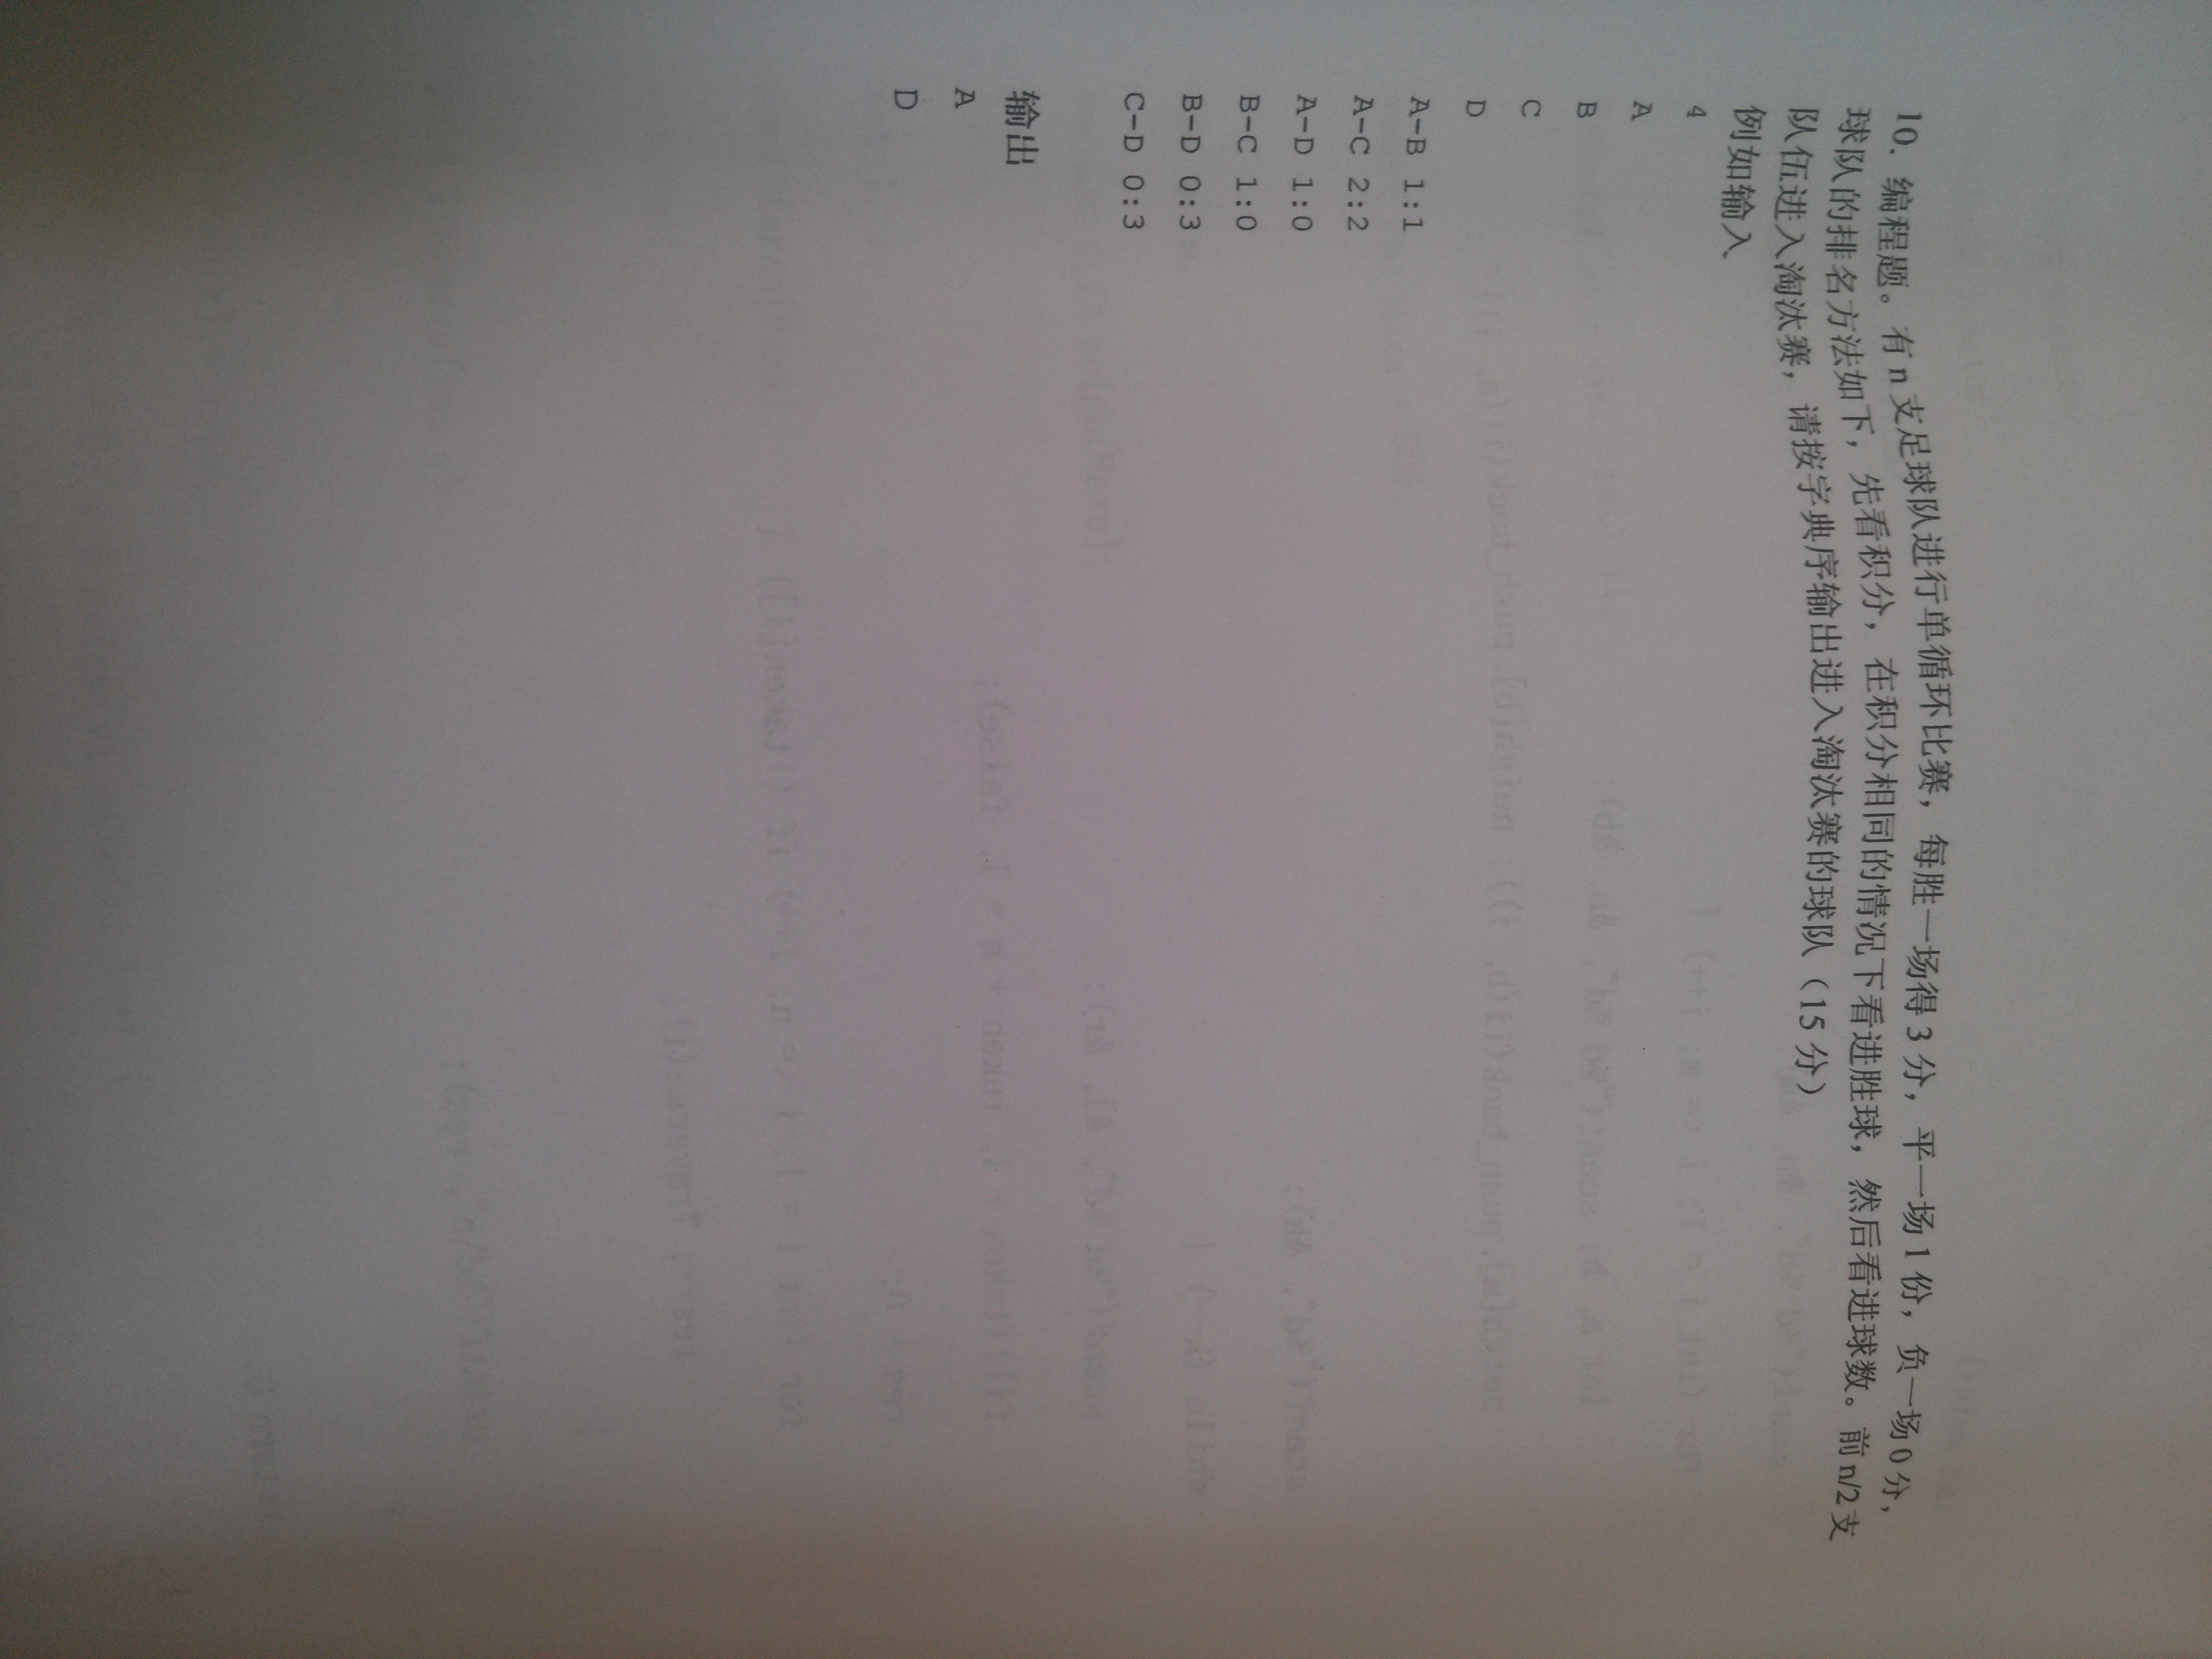 10. 编程题。有 n 支足球队进行单循环比赛，每胜一场得 3 分，平一场 1 份，负一场 0 分，
球队的排名方法如下，先看积分，在积分相同的情况下看进胜球，然后看进球数。前 n/2 支
队伍进入淘汰赛，请按字典序输出进入淘汰赛的球队（15 分）
例如输入
4
A
B
C
D
A-B 1:1
A-C 2:2
A-D 1:0
B-C 1:0
B-D 0:3
C-D 0:3
输出
A
D